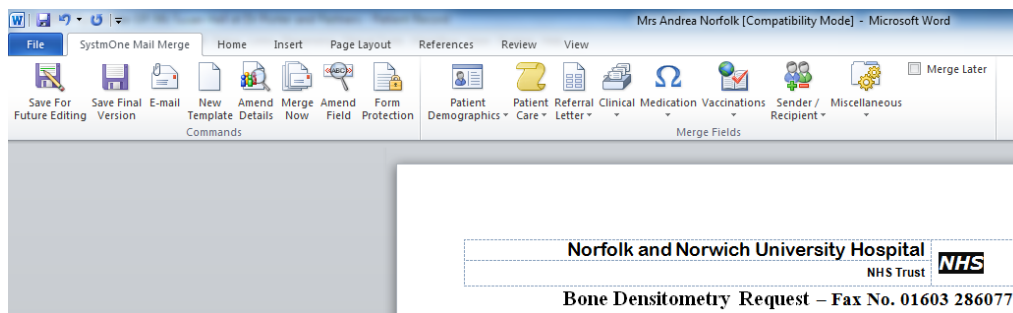 Mrs Andrea Norfolk [Compatibility Mode] - Microsoft Word
File SystmOne Mail Merge Home Insert Page Layout References Review View
Save For Future Editing
Save Final Version
E-mail
New Template
Amend Details
Merge Now
Amend Field
Form Protection
Commands
Patient Demographics
Patient Care
Referral Letter
Clinical
Medication
Vaccinations
Sender / Recipient
Miscellaneous
Merge Later
Merge Fields
Norfolk and Norwich University Hospital
NHS Trust
NHS
Bone Densitometry Request – Fax No. 01603 286077